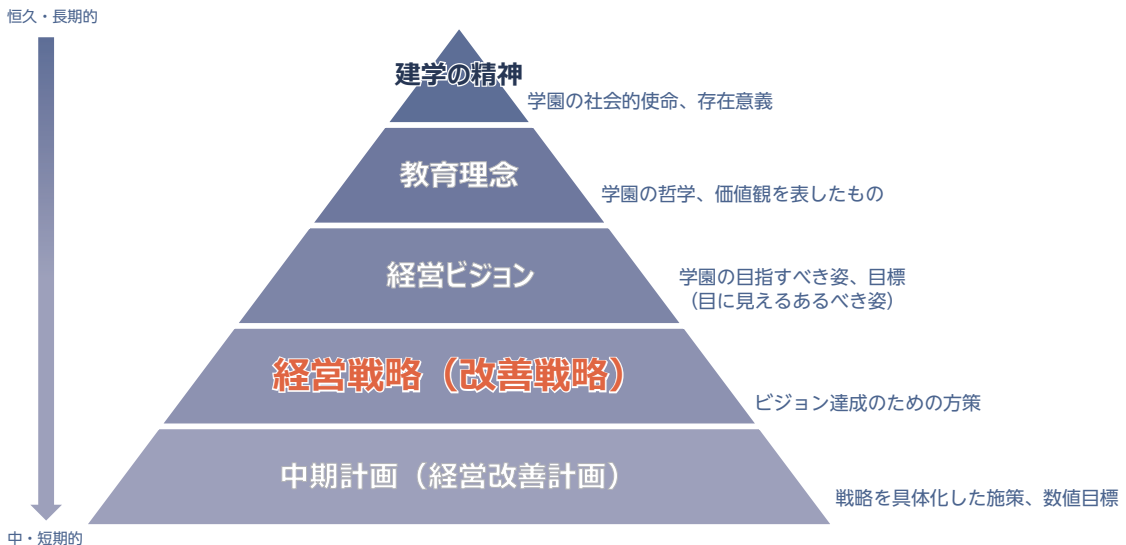 恒久・長期的
建学の精神
学園の社会的使命、存在意義
教育理念
学園の哲学、価値観を表したもの
経営ビジョン
学園の目指すべき姿、目標
（目に見えるあるべき姿）
経営戦略（改善戦略）
ビジョン達成のための方策
中期計画（経営改善計画）
戦略を具体化した施策、数値目標
中・短期的